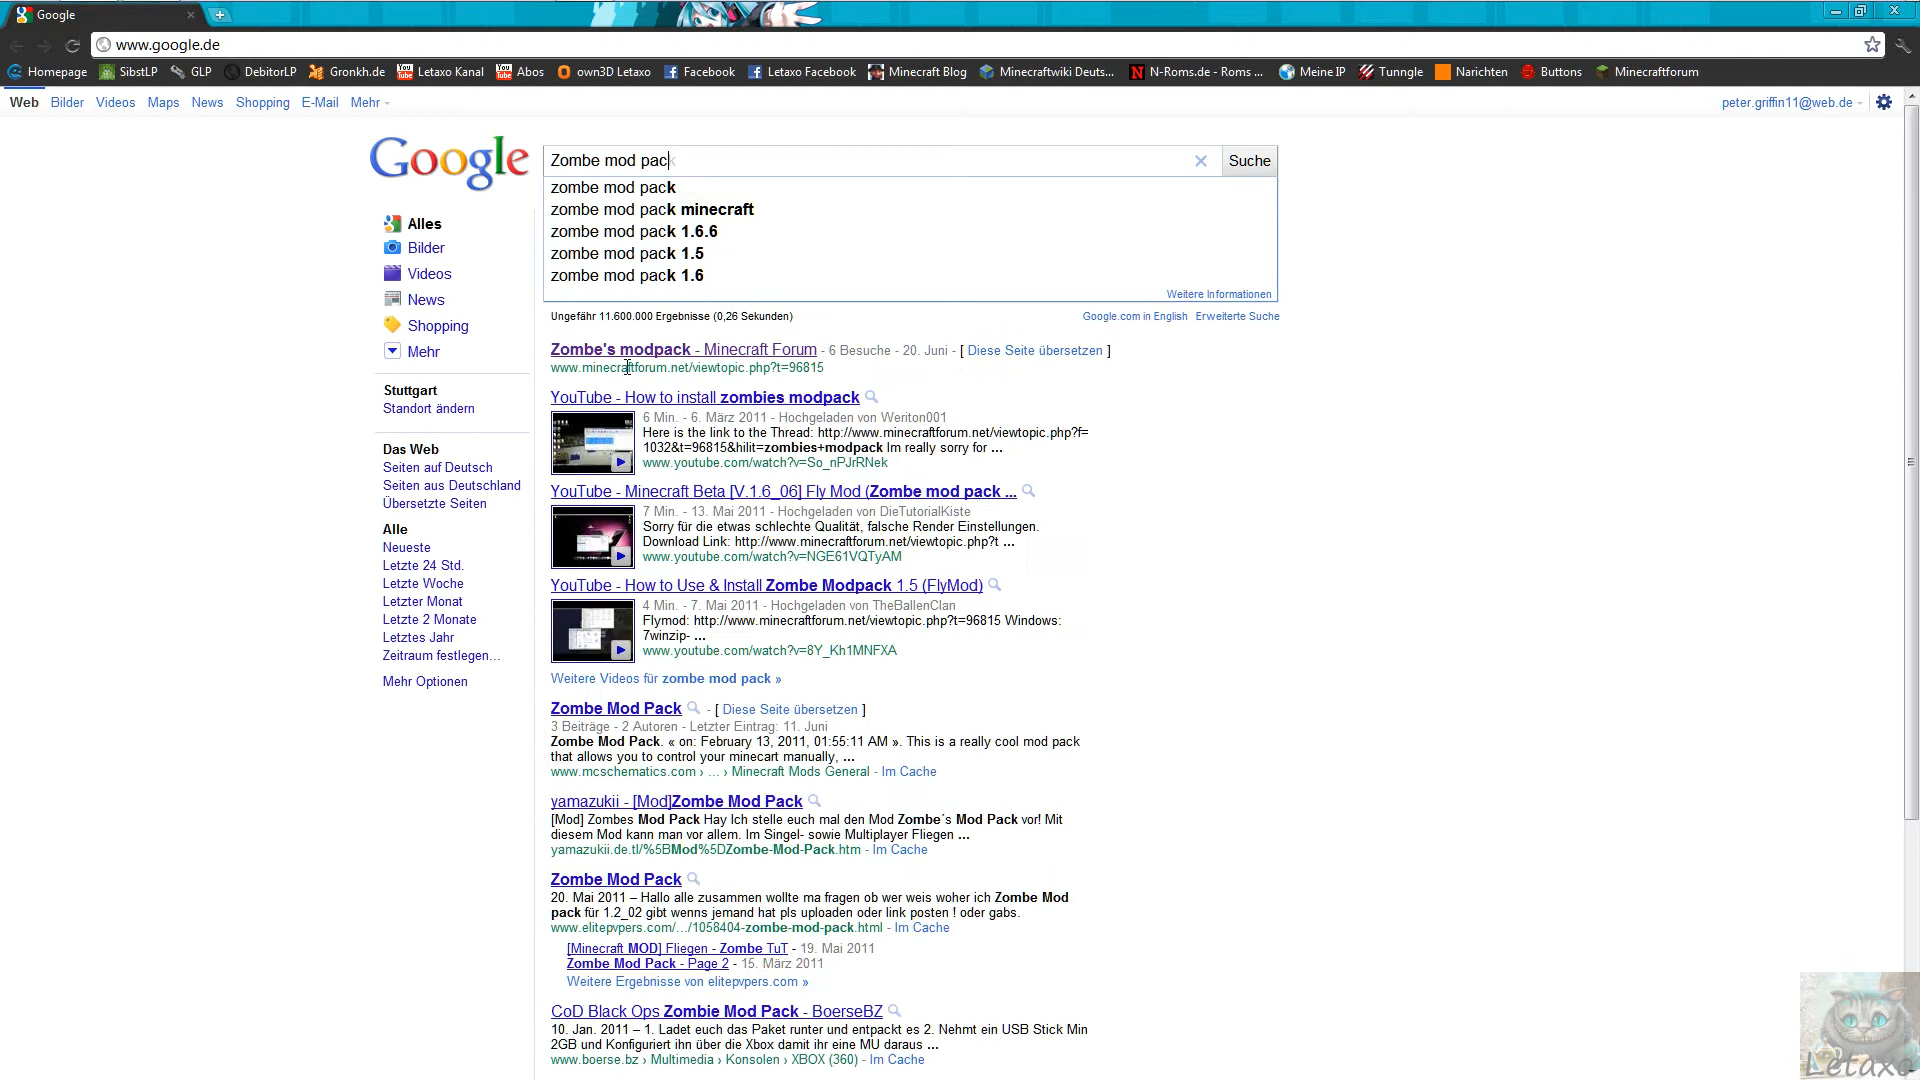 Google
www.google.de
Homepage SibstLP GLP DebitorLP Gronkh.de Letaxo Kanal Abos own3D Letaxo Facebook Letaxo Facebook Minecraft Blog Minecraftwiki Deuts... N-Roms.de - Roms ... Meine IP Tunngle Narichten Buttons Minecraftforum
Web Bilder Videos Maps News Shopping E-Mail Mehr peter.griffin11@web.de
Google
Zombe mod pack
Suche
zombe mod pack
zombe mod pack minecraft
zombe mod pack 1.6.6
zombe mod pack 1.5
zombe mod pack 1.6
Weitere Informationen
Alles
Bilder
Videos
News
Shopping
Mehr
Stuttgart
Standort ändern
Das Web
Seiten auf Deutsch
Seiten aus Deutschland
Übersetzte Seiten
Alle
Neueste
Letzte 24 Std.
Letzte Woche
Letzter Monat
Letzte 2 Monate
Letztes Jahr
Zeitraum festlegen...
Mehr Optionen
Ungefähr 11.600.000 Ergebnisse (0,26 Sekunden) Google.com in English Erweiterte Suche
Zombe's modpack - Minecraft Forum - 6 Besuche - 20. Juni - [ Diese Seite übersetzen ]
www.minecraftforum.net/viewtopic.php?t=96815
YouTube - How to install zombies modpack
6 Min. - 6. März 2011 - Hochgeladen von Weriton001
Here is the link to the Thread: http://www.minecraftforum.net/viewtopic.php?f=
1032&t=96815&hilit=zombies+modpack Im really sorry for ...
www.youtube.com/watch?v=So_nPJrRNek
YouTube - Minecraft Beta [V.1.6_06] Fly Mod (Zombe mod pack ...
7 Min. - 13. Mai 2011 - Hochgeladen von DieTutorialKiste
Sorry für die etwas schlechte Qualität, falsche Render Einstellungen.
Download Link: http://www.minecraftforum.net/viewtopic.php?t ...
www.youtube.com/watch?v=NGE61VQTyAM
YouTube - How to Use & Install Zombe Modpack 1.5 (FlyMod)
4 Min. - 7. Mai 2011 - Hochgeladen von TheBallenClan
Flymod: http://www.minecraftforum.net/viewtopic.php?t=96815 Windows:
7winzip- ...
www.youtube.com/watch?v=8Y_Kh1MNFXA
Weitere Videos für zombe mod pack »
Zombe Mod Pack - [ Diese Seite übersetzen ]
3 Beiträge - 2 Autoren - Letzter Eintrag: 11. Juni
Zombe Mod Pack. « on: February 13, 2011, 01:55:11 AM ». This is a really cool mod pack
that allows you to control your minecart manually, ...
www.mcschematics.com › ... › Minecraft Mods General - Im Cache
yamazukii - [Mod]Zombe Mod Pack
[Mod] Zombes Mod Pack Hay Ich stelle euch mal den Mod Zombe´s Mod Pack vor! Mit
diesem Mod kann man vor allem. Im Singel- sowie Multiplayer Fliegen ...
yamazukii.de.tl/%5BMod%5DZombe-Mod-Pack.htm - Im Cache
Zombe Mod Pack
20. Mai 2011 – Hallo alle zusammen wollte ma fragen ob wer weis woher ich Zombe Mod
pack für 1.2_02 gibt wenns jemand hat pls uploaden oder link posten ! oder gabs.
www.elitepvpers.com/.../1058404-zombe-mod-pack.html - Im Cache
[Minecraft MOD] Fliegen - Zombe TuT - 19. Mai 2011
Zombe Mod Pack - Page 2 - 15. März 2011
Weitere Ergebnisse von elitepvpers.com »
CoD Black Ops Zombie Mod Pack - BoerseBZ
10. Jan. 2011 – 1. Ladet euch das Paket runter und entpackt es 2. Nehmt ein USB Stick Min
2GB und Konfiguriert ihn über die Xbox damit ihr eine MU daraus ...
www.boerse.bz › Multimedia › Konsolen › XBOX (360) - Im Cache
Letaxo